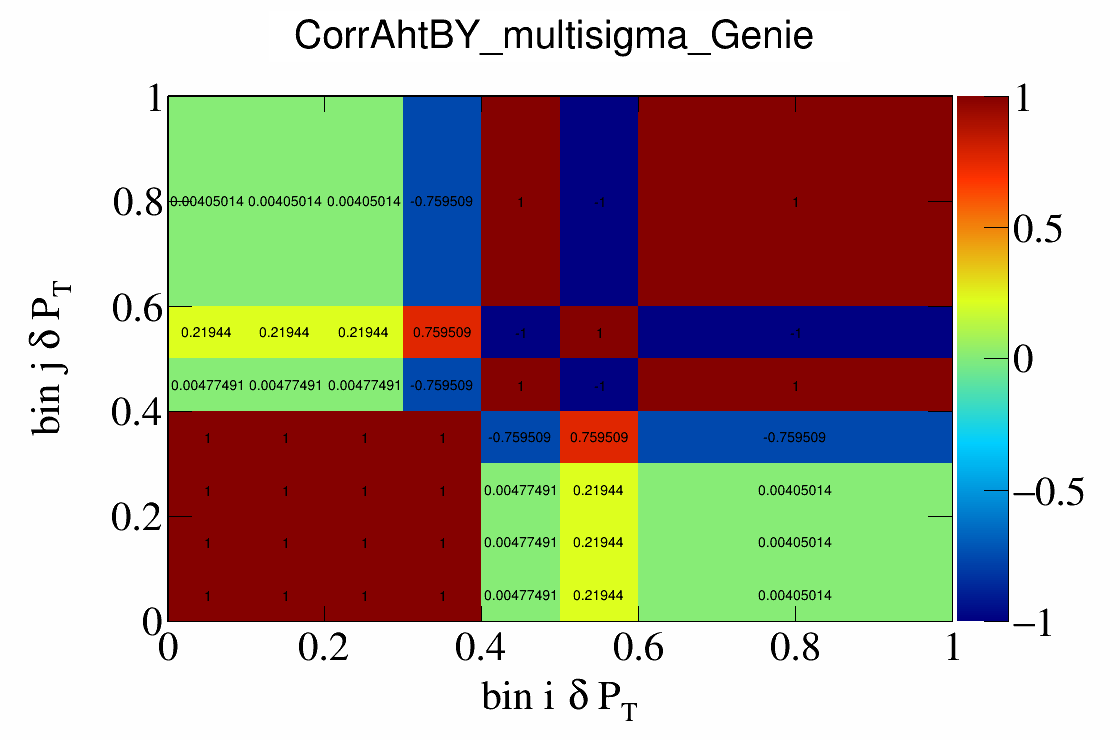 CorrAhtBY_multisigma_Genie
1
0.8
0.6
0.4
0.2
0
bin j δ P_T
0.00405014 0.00405014 0.00405014 -0.759509 1 -1 1
0.21944 0.21944 0.21944 0.759509 -1 1 -1
0.00477491 0.00477491 0.00477491 -0.759509 1 -1 1
1 1 1 1 -0.759509 0.759509 -0.759509
1 1 1 1 0.00477491 0.21944 0.00405014
1 1 1 1 0.00477491 0.21944 0.00405014
1 1 1 1 0.00477491 0.21944 0.00405014
0 0.2 0.4 0.6 0.8 1
bin i δ P_T
1
0.5
0
−0.5
−1